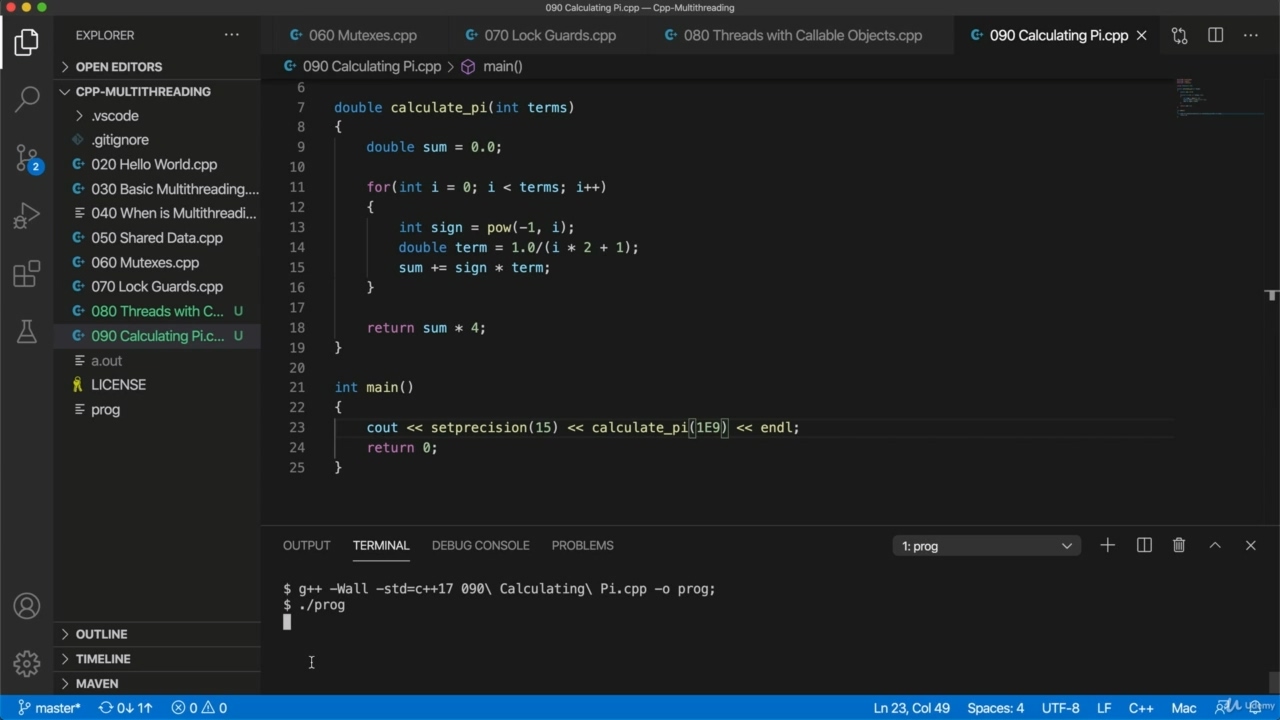 090 Calculating Pi.cpp — Cpp-Multithreading
EXPLORER
060 Mutexes.cpp
070 Lock Guards.cpp
080 Threads with Callable Objects.cpp
090 Calculating Pi.cpp
OPEN EDITORS
090 Calculating Pi.cpp > main()
CPP-MULTITHREADING
.vscode
.gitignore
020 Hello World.cpp
030 Basic Multithreading....
040 When is Multithreadi...
050 Shared Data.cpp
060 Mutexes.cpp
070 Lock Guards.cpp
080 Threads with C... U
090 Calculating Pi.c... U
a.out
LICENSE
prog
OUTLINE
TIMELINE
MAVEN
2
6
7 double calculate_pi(int terms)
8 {
9 double sum = 0.0;
10
11 for(int i = 0; i < terms; i++)
12 {
13 int sign = pow(-1, i);
14 double term = 1.0/(i * 2 + 1);
15 sum += sign * term;
16 }
17
18 return sum * 4;
19 }
20
21 int main()
22 {
23 cout << setprecision(15) << calculate_pi(1E9) << endl;
24 return 0;
25 }
OUTPUT TERMINAL DEBUG CONSOLE PROBLEMS
1: prog
$ g++ -Wall -std=c++17 090\ Calculating\ Pi.cpp -o prog;
$ ./prog
master* 0↓ 1↑ 0 0
Ln 23, Col 49 Spaces: 4 UTF-8 LF C++ Mac
Udemy